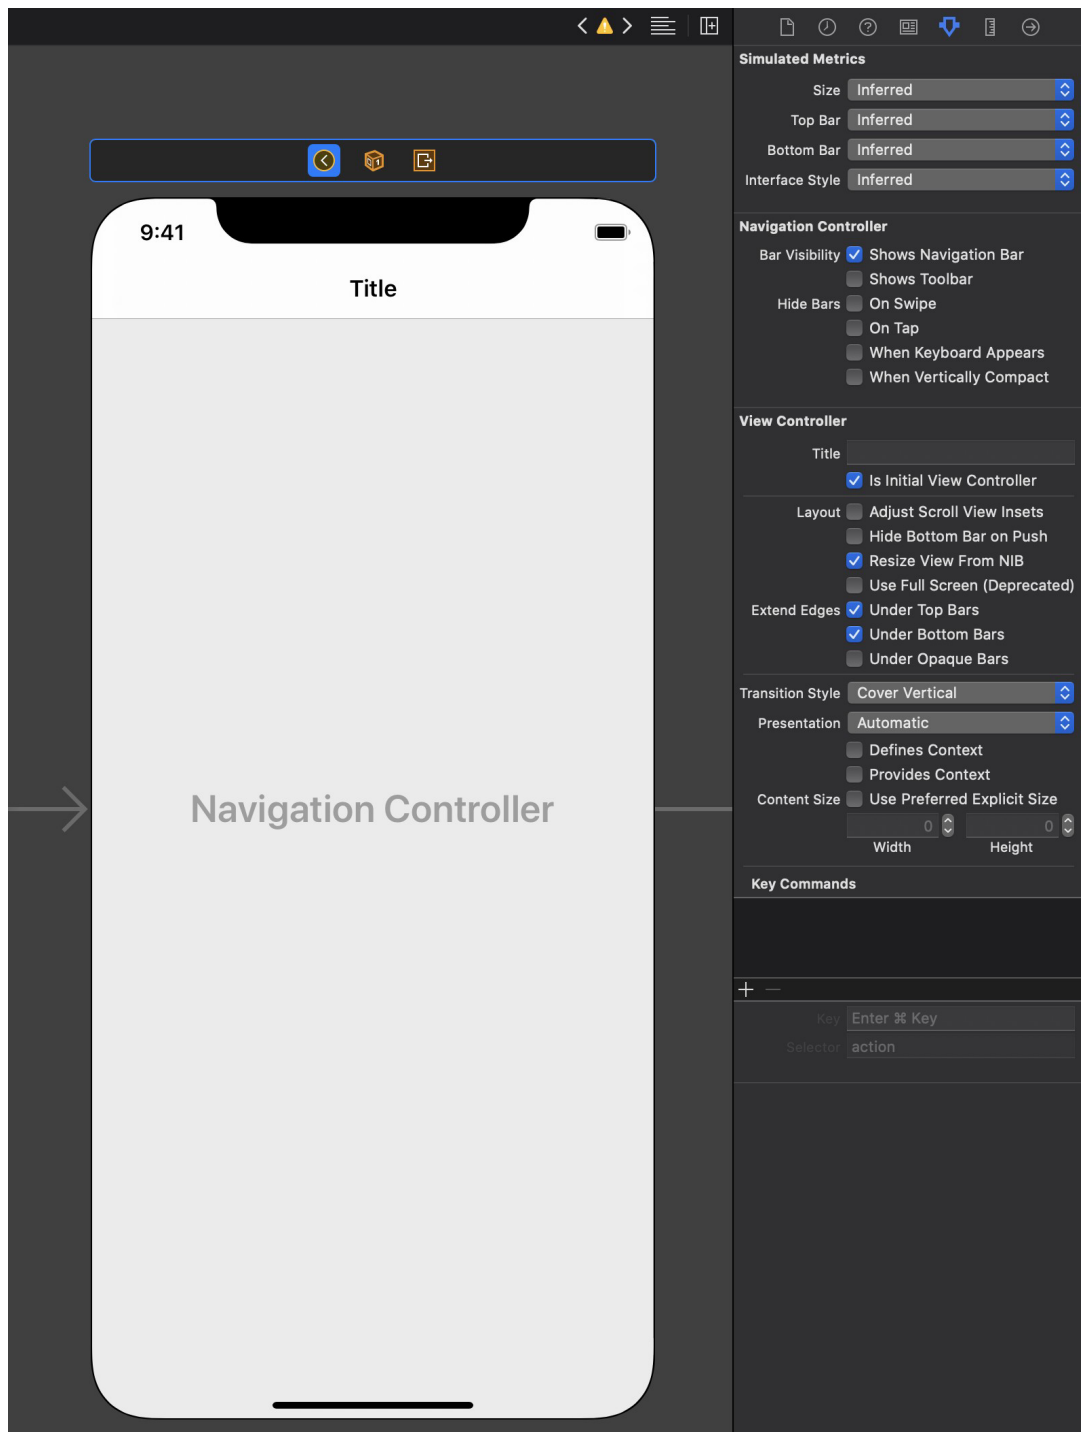 Simulated Metrics
Size Inferred
Top Bar Inferred
Bottom Bar Inferred
Interface Style Inferred
9:41
Title
Navigation Controller
Navigation Controller
Bar Visibility Shows Navigation Bar
Shows Toolbar
Hide Bars On Swipe
On Tap
When Keyboard Appears
When Vertically Compact
View Controller
Title
Is Initial View Controller
Layout Adjust Scroll View Insets
Hide Bottom Bar on Push
Resize View From NIB
Use Full Screen (Deprecated)
Extend Edges Under Top Bars
Under Bottom Bars
Under Opaque Bars
Transition Style Cover Vertical
Presentation Automatic
Defines Context
Provides Context
Content Size Use Preferred Explicit Size
0 0
Width Height
Key Commands
Key Enter ⌘ Key
Selector action